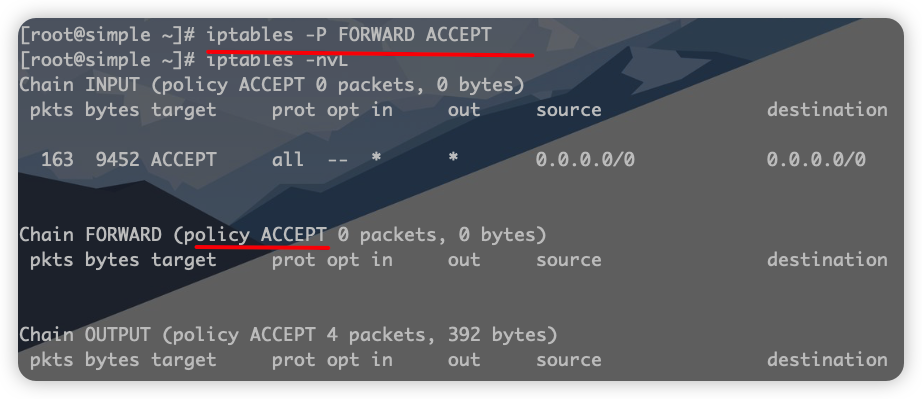 [root@simple ~]# iptables -P FORWARD ACCEPT
[root@simple ~]# iptables -nvL
Chain INPUT (policy ACCEPT 0 packets, 0 bytes)
 pkts bytes target     prot opt in     out     source               destination
  163  9452 ACCEPT     all  --  *      *       0.0.0.0/0            0.0.0.0/0
Chain FORWARD (policy ACCEPT 0 packets, 0 bytes)
 pkts bytes target     prot opt in     out     source               destination
Chain OUTPUT (policy ACCEPT 4 packets, 392 bytes)
 pkts bytes target     prot opt in     out     source               destination